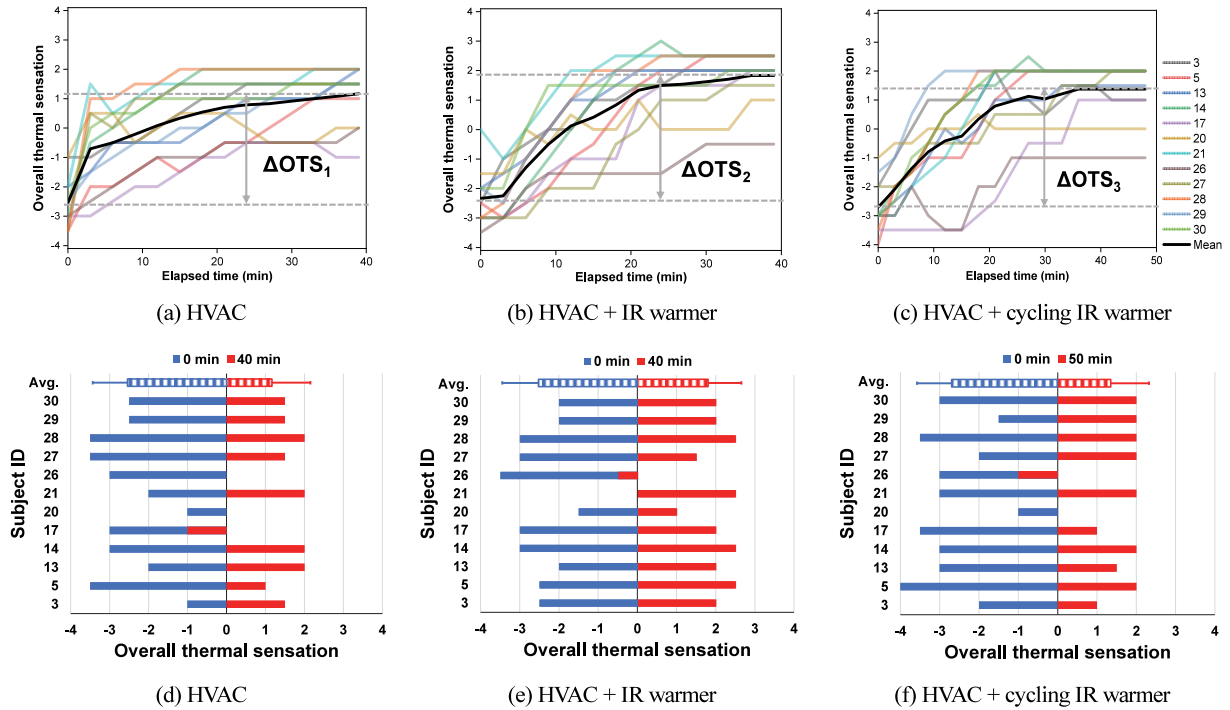 4
3
2
1
0
-1
-2
-3
-4
Overall thermal sensation
ΔOTS1
0
10
20
30
40
Elapsed time (min)
(a) HVAC
4
3
2
1
0
-1
-2
-3
-4
Overall thermal sensation
ΔOTS2
0
10
20
30
40
Elapsed time (min)
(b) HVAC + IR warmer
4
3
2
1
0
-1
-2
-3
-4
Overall thermal sensation
ΔOTS3
0
10
20
30
40
50
Elapsed time (min)
(c) HVAC + cycling IR warmer
3
5
13
14
17
20
21
26
27
28
29
30
Mean
0 min 40 min
Subject ID
Avg.
30
29
28
27
26
21
20
17
14
13
5
3
-4 -3 -2 -1 0 1 2 3 4
Overall thermal sensation
(d) HVAC
0 min 40 min
Subject ID
Avg.
30
29
28
27
26
21
20
17
14
13
5
3
-4 -3 -2 -1 0 1 2 3 4
Overall thermal sensation
(e) HVAC + IR warmer
0 min 50 min
Subject ID
Avg.
30
29
28
27
26
21
20
17
14
13
5
3
-4 -3 -2 -1 0 1 2 3 4
Overall thermal sensation
(f) HVAC + cycling IR warmer